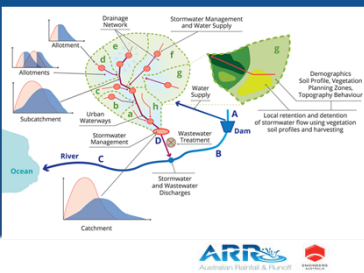 Drainage
Network
Stormwater Management
and Water Supply
Allotment
e
f
d
c
g
g
Allotments
Water
Supply
Demographics
Soil Profile, Vegetation
Planning Zones,
Topography Behaviour
Subcatchment
b
a
h
Urban
Waterways
A
Dam
Local retention and detention
of stormwater flow using vegetation
soil profiles and harvesting
Stormwater
Management
D
Wastewater
Treatment
B
River
C
Ocean
Stormwater
and Wastewater
Discharges
Catchment
ARR
Australian Rainfall & Runoff
ENGINEERS
AUSTRALIA